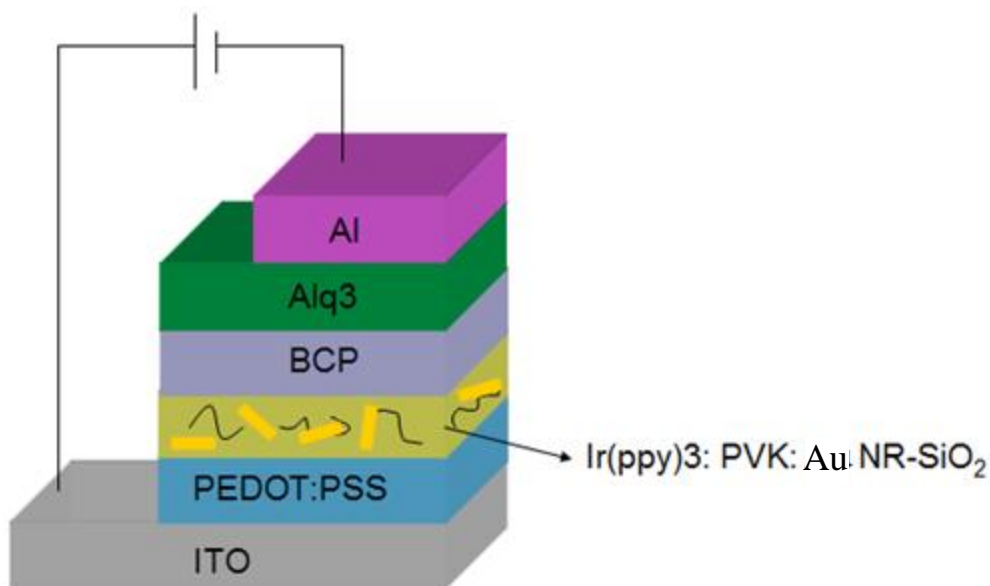 Al
Alq3
BCP
Ir(ppy)3: PVK: Au NR-SiO₂
PEDOT:PSS
ITO